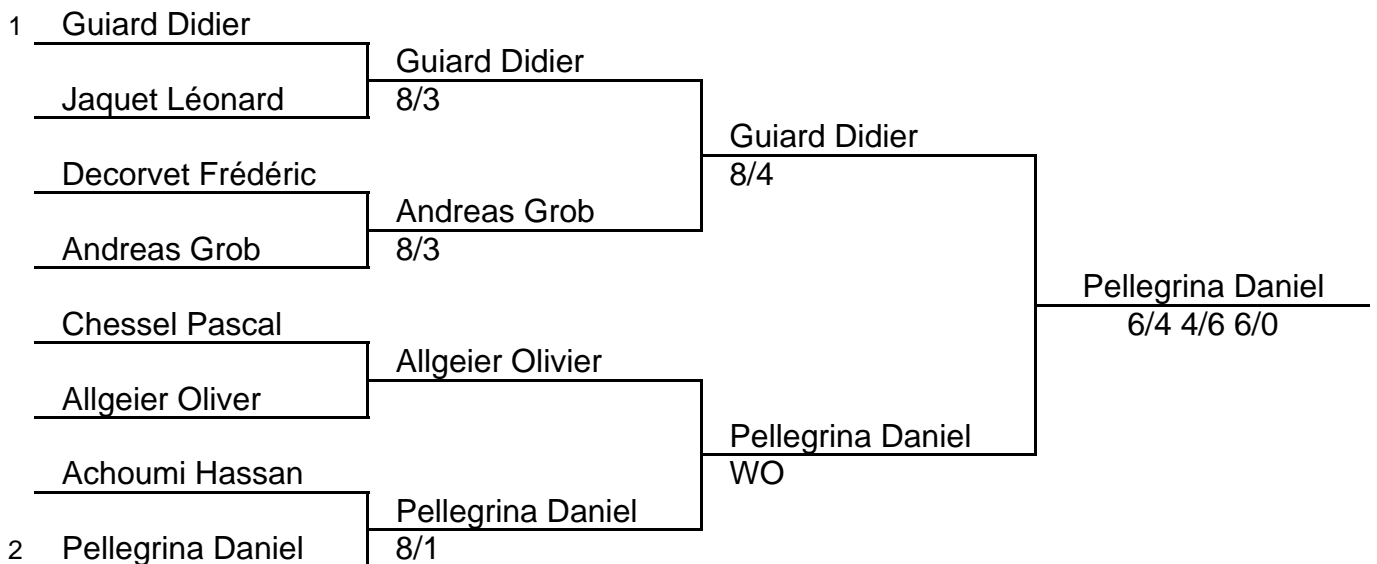 1 Guiard Didier
Guiard Didier
Jaquet Léonard
8/3
Guiard Didier
Decorvet Frédéric
8/4
Andreas Grob
Andreas Grob
8/3
Pellegrina Daniel
Chessel Pascal
6/4 4/6 6/0
Allgeier Olivier
Allgeier Oliver
Pellegrina Daniel
Achoumi Hassan
WO
Pellegrina Daniel
2 Pellegrina Daniel
8/1